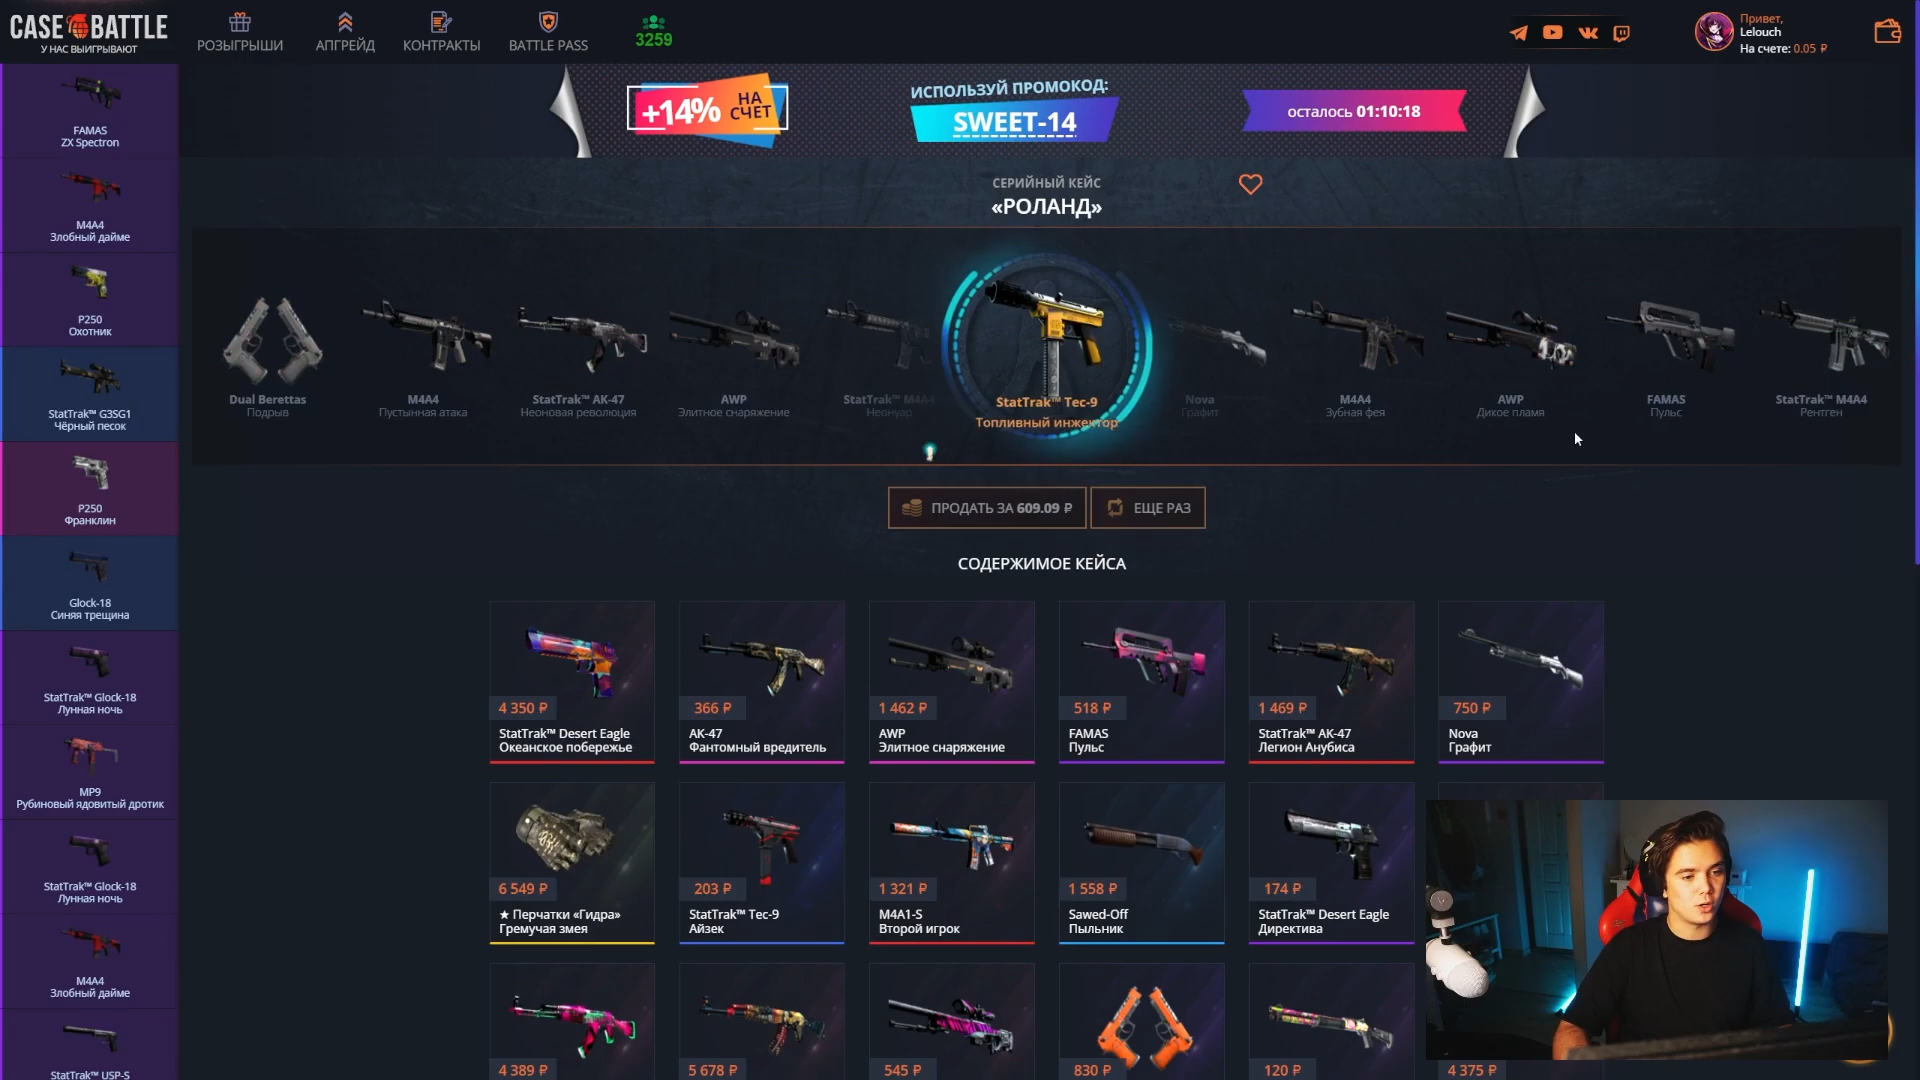 CASE BATTLE
У НАС ВЫИГРЫВАЮТ
РОЗЫГРЫШИ
АПГРЕЙД
КОНТРАКТЫ
BATTLE PASS
3259
Привет,
Lelouch
На счете: 0.05 ₽
+14% НА СЧЕТ
ИСПОЛЬЗУЙ ПРОМОКОД:
SWEET-14
осталось 01:10:18
FAMAS
ZX Spectron
M4A4
Злобный дайме
P250
Охотник
StatTrak™ G3SG1
Чёрный песок
P250
Франклин
Glock-18
Синяя трещина
StatTrak™ Glock-18
Лунная ночь
MP9
Рубиновый ядовитый дротик
StatTrak™ Glock-18
Лунная ночь
M4A4
Злобный дайме
StatTrak™ USP-S
СЕРИЙНЫЙ КЕЙС
«РОЛАНД»
Dual Berettas
Подрыв
M4A4
Пустынная атака
StatTrak™ AK-47
Неоновая революция
AWP
Элитное снаряжение
StatTrak™ M4A4
Неонуар
StatTrak™ Tec-9
Топливный инжектор
Nova
Графит
M4A4
Зубная фея
AWP
Дикое пламя
FAMAS
Пульс
StatTrak™ M4A4
Рентген
ПРОДАТЬ ЗА 609.09 ₽
ЕЩЕ РАЗ
СОДЕРЖИМОЕ КЕЙСА
4 350 ₽
StatTrak™ Desert Eagle
Океанское побережье
366 ₽
AK-47
Фантомный вредитель
1 462 ₽
AWP
Элитное снаряжение
518 ₽
FAMAS
Пульс
1 469 ₽
StatTrak™ AK-47
Легион Анубиса
750 ₽
Nova
Графит
6 549 ₽
★ Перчатки «Гидра»
Гремучая змея
203 ₽
StatTrak™ Tec-9
Айзек
1 321 ₽
M4A1-S
Второй игрок
1 558 ₽
Sawed-Off
Пыльник
174 ₽
StatTrak™ Desert Eagle
Директива
4 389 ₽
5 678 ₽
545 ₽
830 ₽
120 ₽
4 375 ₽